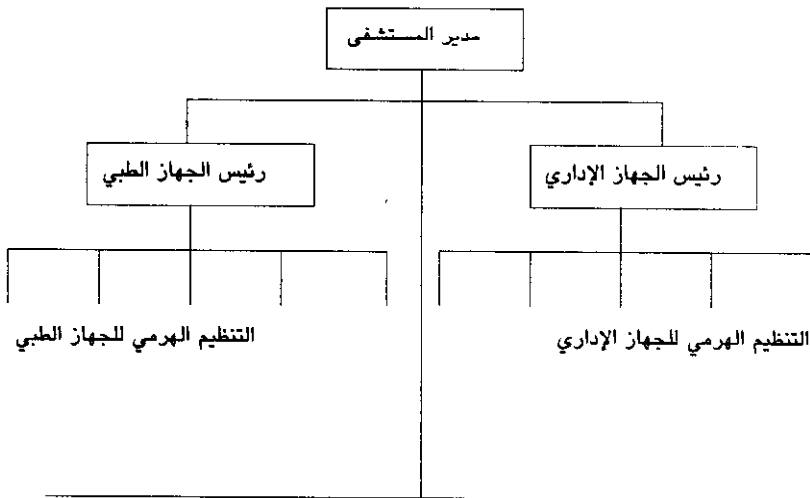 مدير المستشفى
رئيس الجهاز الإداري
رئيس الجهاز الطبي
التنظيم الهرمي للجهاز الإداري
التنظيم الهرمي للجهاز الطبي